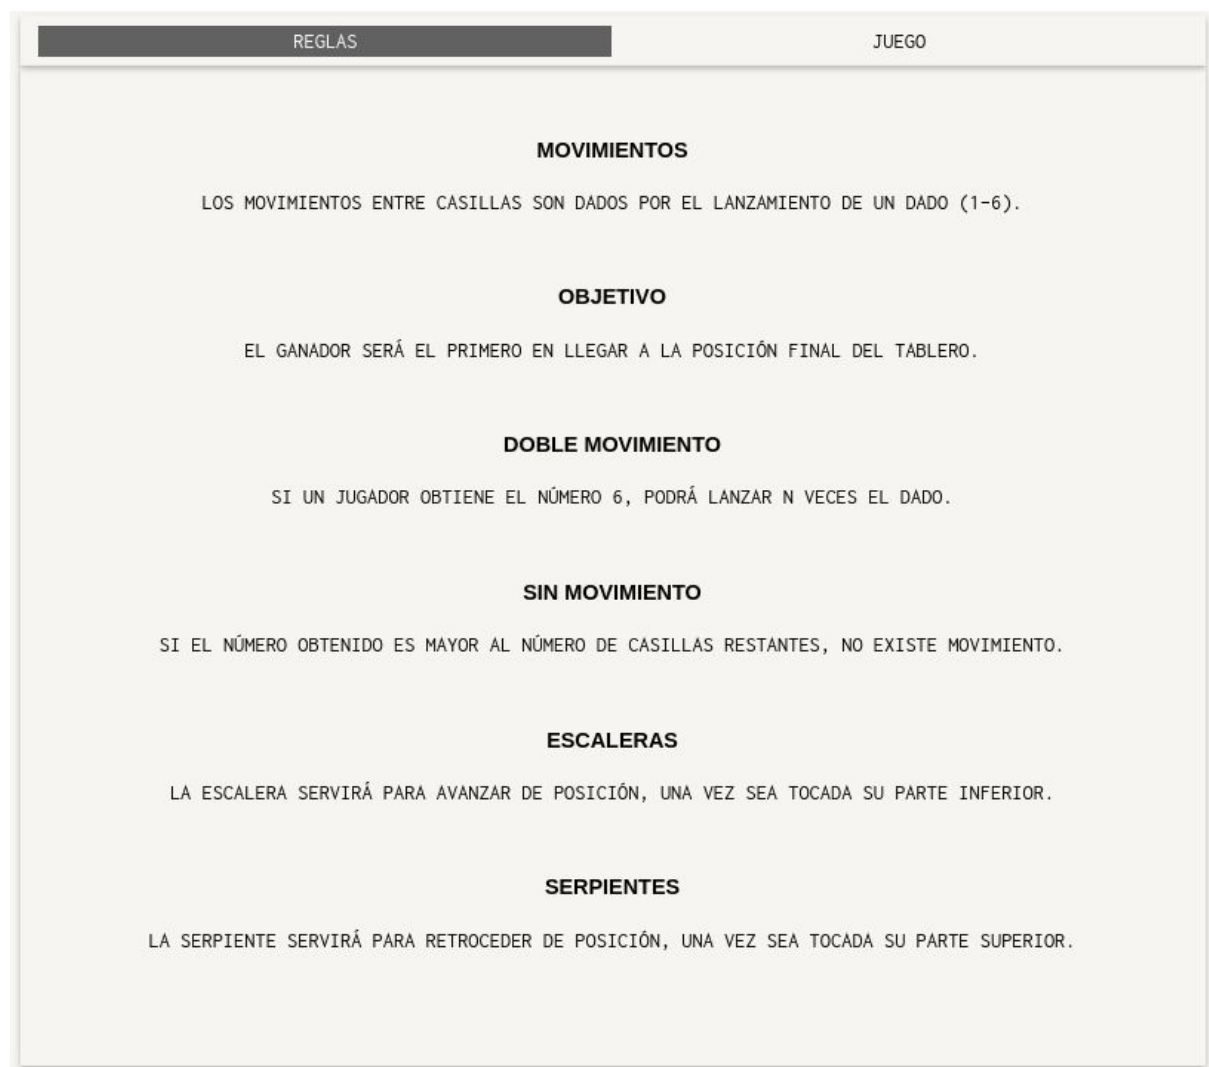 REGLAS
JUEGO
MOVIMIENTOS
LOS MOVIMIENTOS ENTRE CASILLAS SON DADOS POR EL LANZAMIENTO DE UN DADO (1-6).
OBJETIVO
EL GANADOR SERÁ EL PRIMERO EN LLEGAR A LA POSICIÓN FINAL DEL TABLERO.
DOBLE MOVIMIENTO
SI UN JUGADOR OBTIENE EL NÚMERO 6, PODRÁ LANZAR N VECES EL DADO.
SIN MOVIMIENTO
SI EL NÚMERO OBTENIDO ES MAYOR AL NÚMERO DE CASILLAS RESTANTES, NO EXISTE MOVIMIENTO.
ESCALERAS
LA ESCALERA SERVIRÁ PARA AVANZAR DE POSICIÓN, UNA VEZ SEA TOCADA SU PARTE INFERIOR.
SERPIENTES
LA SERPIENTE SERVIRÁ PARA RETROCEDER DE POSICIÓN, UNA VEZ SEA TOCADA SU PARTE SUPERIOR.